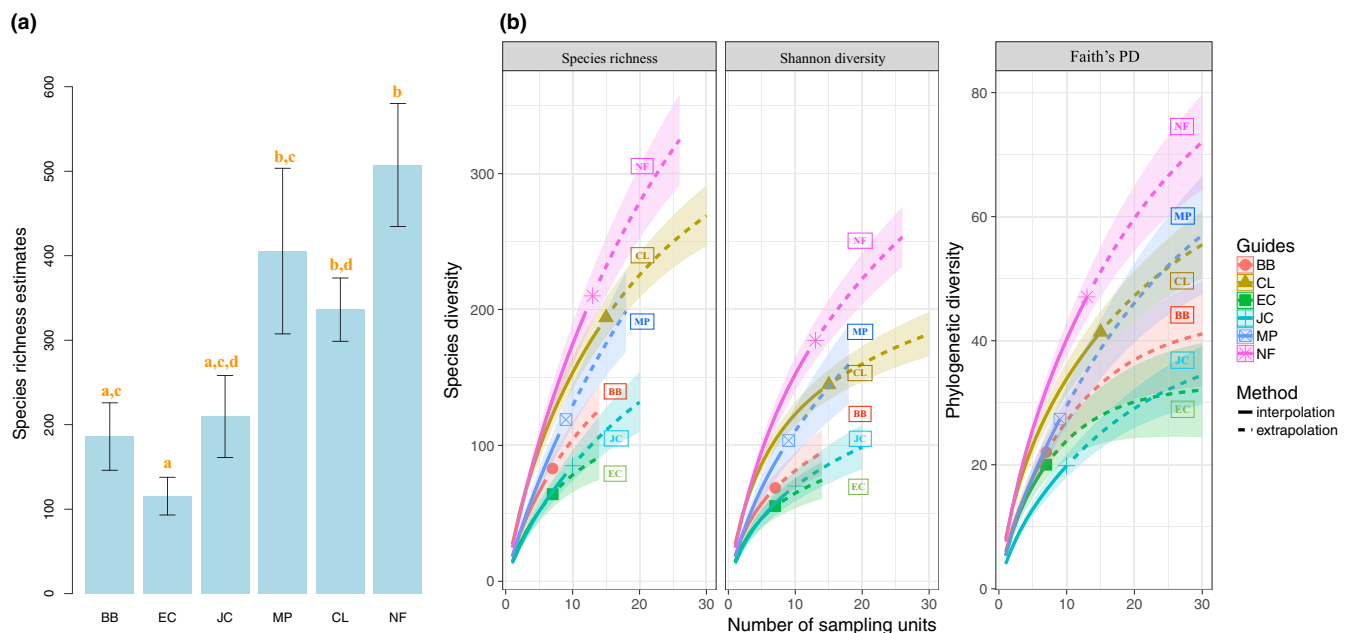 (a)
Species richness estimates
0
100
200
300
400
500
600
a,c
a
a,c,d
b,c
b,d
b
BB
EC
JC
MP
CL
NF
(b)
Species richness
Shannon diversity
Faith's PD
Species diversity
0
100
200
300
NF
CL
MP
BB
JC
EC
NF
MP
CL
BB
JC
EC
Phylogenetic diversity
0
20
40
60
80
NF
MP
CL
BB
JC
EC
0
10
20
30
0
10
20
30
0
10
20
30
Number of sampling units
Guides
BB
CL
EC
JC
MP
NF
Method
interpolation
extrapolation